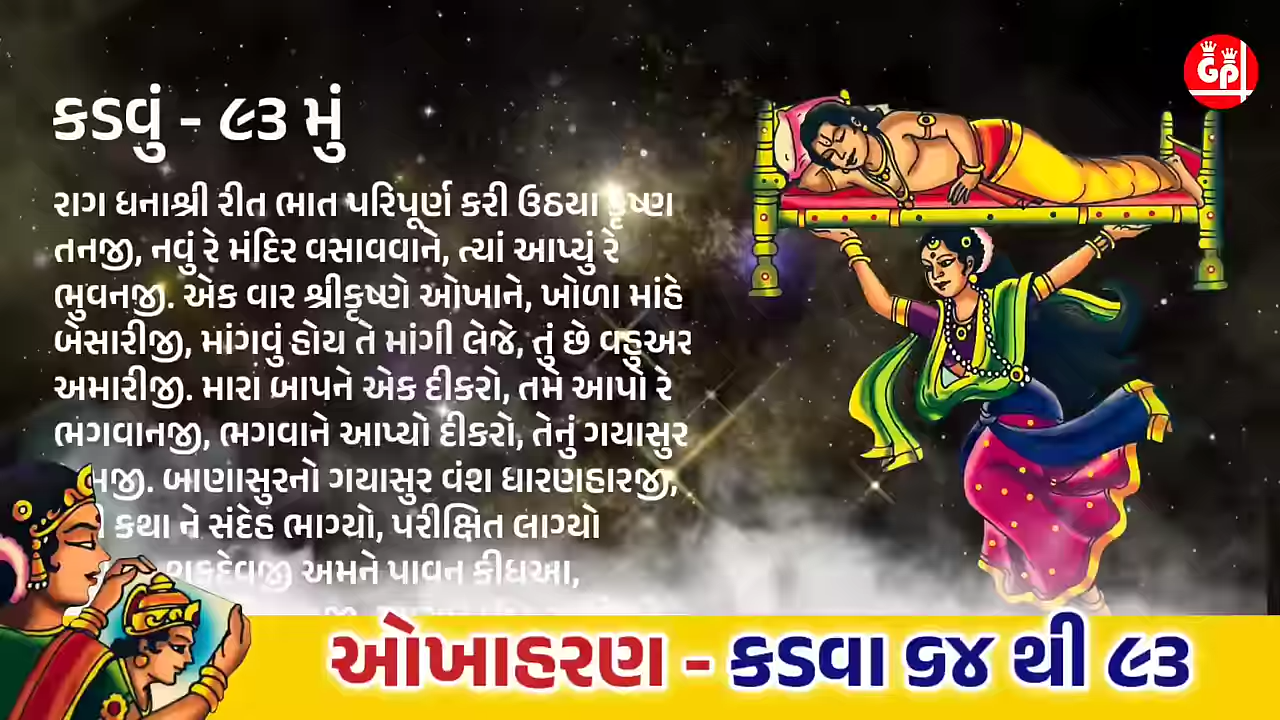 GP
કડવું - ૯૩ મું
રાગ ધનાશ્રી રીત ભાત પરિપૂર્ણ કરી ઉઠયા કૃષ્ણ
તનજી, નવું રે મંદિર વસાવવાને, ત્યાં આપ્યું રે
ભુવનજી. એક વાર શ્રીકૃષ્ણે ઓખાને, ખોળા માંહે
બેસારીજી, માંગવું હોય તે માંગી લેજે, તું છે વહુઅર
અમારીજી. મારા બાપને એક દીકરો, તમે આપો રે
ભગવાનજી, ભગવાને આપ્યો દીકરો, તેનું ગયાસુર
બાણાસુરનો ગયાસુર વંશ ધારણહારજી,
કથા ને સંદેહ ભાગ્યો, પરીક્ષિત લાગ્યો
શુકદેવજી અમને પાવન કીધઆ,
ઓખાહરણ - કડવા ૬૪ થી ૯૩